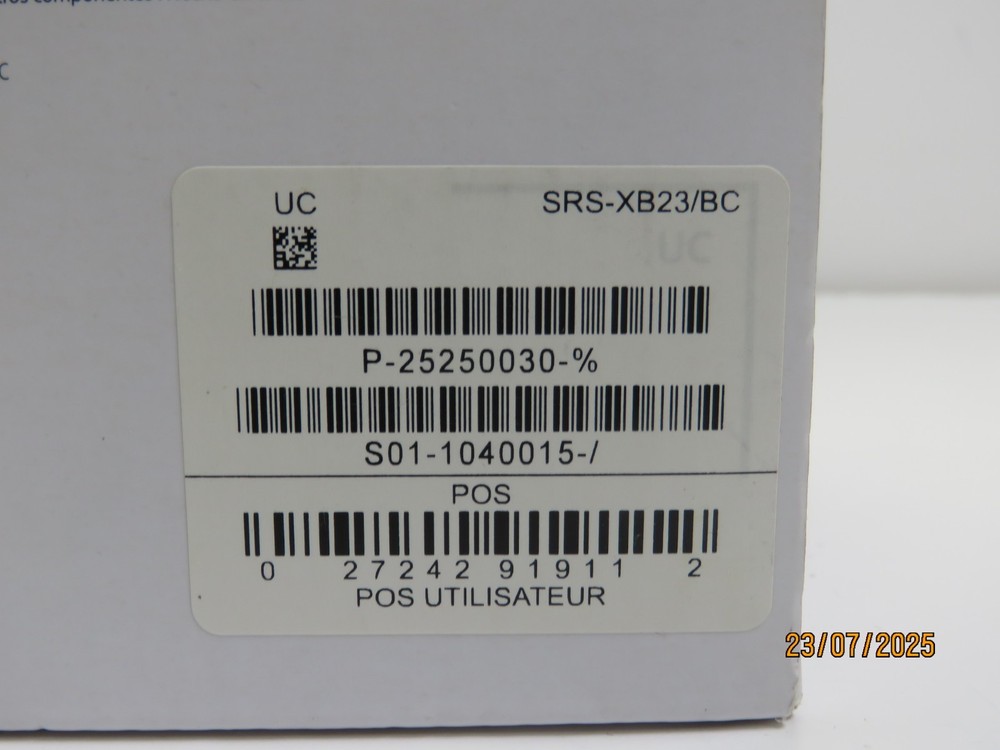 C
UC
SRS-XB23/BC
P-25250030-%
S01-1040015-/
POS
0 27242 91911 2
POS UTILISATEUR
23/07/2025